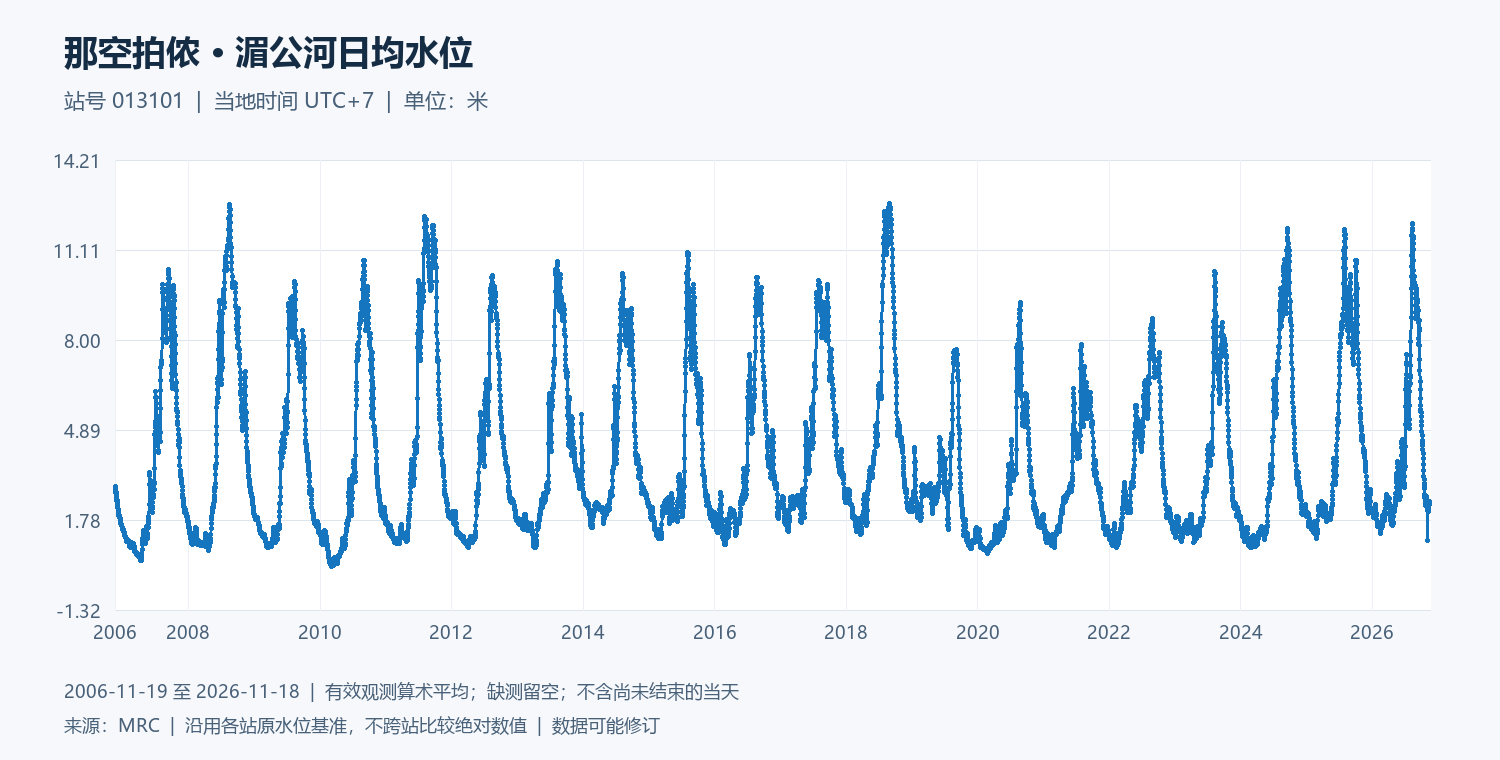 那空拍侬 • 湄公河日均水位
站号 013101 | 当地时间 UTC+7 | 单位：米
14.21
11.11
8.00
4.89
1.78
-1.32
2006 2008 2010 2012 2014 2016 2018 2020 2022 2024 2026
2006-11-19 至 2026-11-18 | 有效观测算术平均；缺测留空；不含尚未结束的当天
来源：MRC | 沿用各站原水位基准，不跨站比较绝对数值 | 数据可能修订